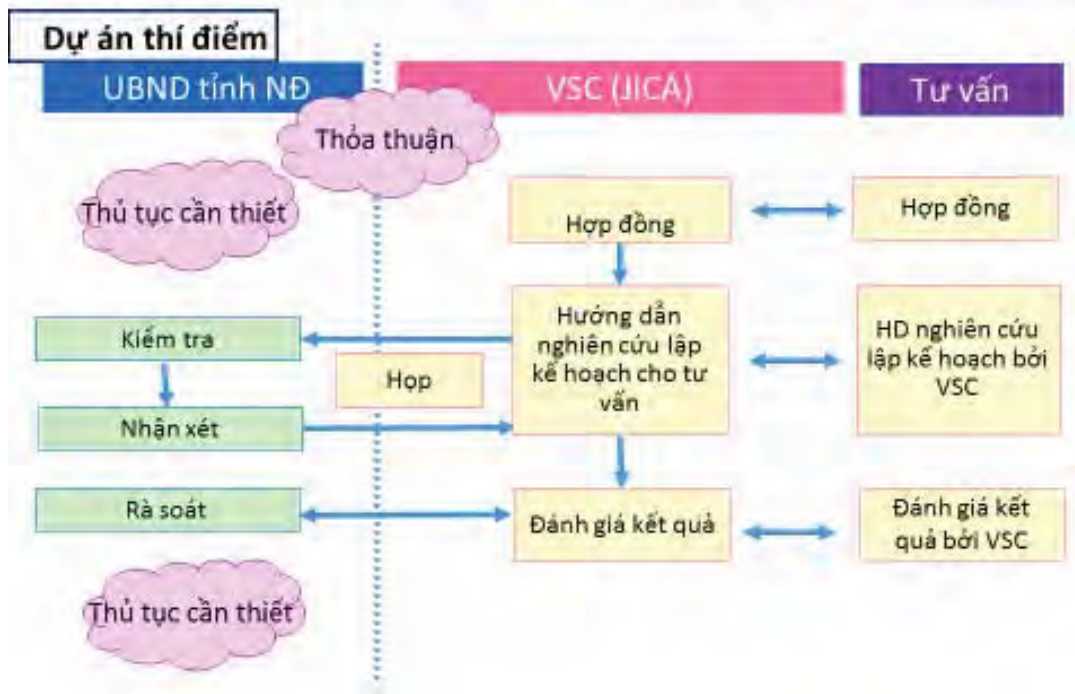 Dự án thí điểm
UBND tỉnh NĐ
VSC (JICA)
Tư vấn
Thỏa thuận
Thủ tục cần thiết
Hợp đồng
Hợp đồng
Kiểm tra
Họp
Hướng dẫn
nghiên cứu lập
kế hoạch cho tư
vấn
HD nghiên cứu
lập kế hoạch bởi
VSC
Nhận xét
Rà soát
Đánh giá kết quả
Đánh giá kết
quả bởi VSC
Thủ tục cần thiết